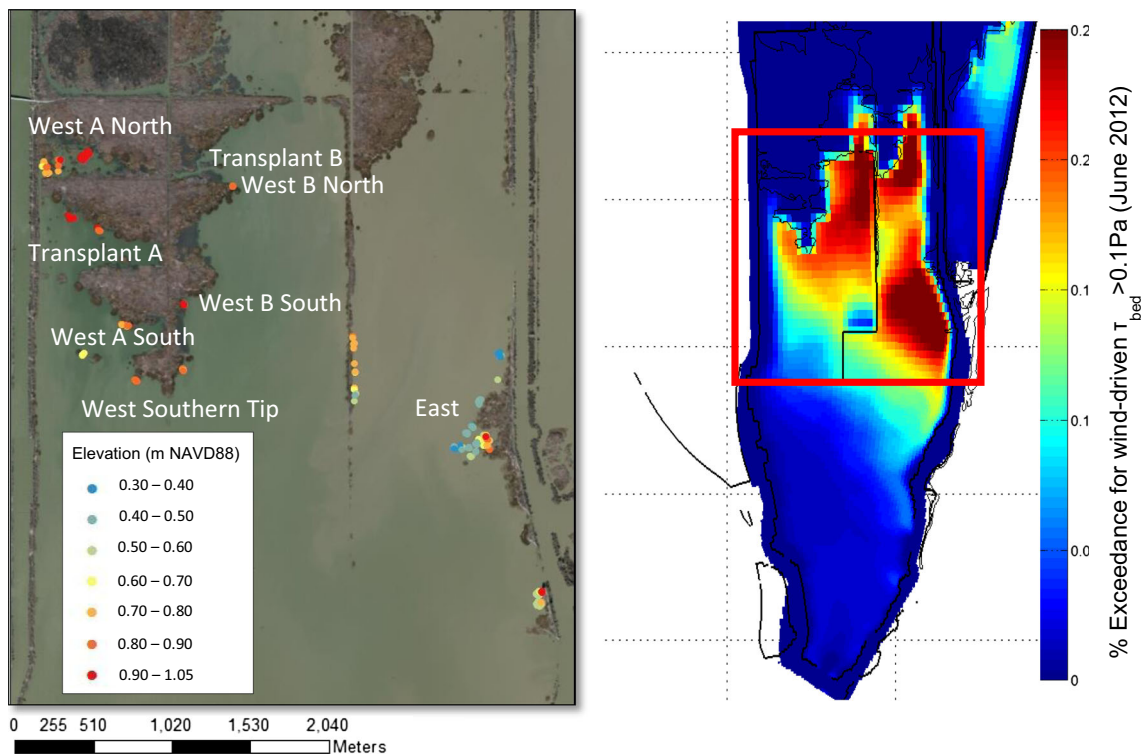 West A North
Transplant B
West B North
Transplant A
West B South
West A South
West Southern Tip
East
Elevation (m NAVD88)
0.30 – 0.40
0.40 – 0.50
0.50 – 0.60
0.60 – 0.70
0.70 – 0.80
0.80 – 0.90
0.90 – 1.05
0 255 510 1,020 1,530 2,040
Meters
0.2
0.2
0.1
0.1
0.0
0
% Exceedance for wind-driven τbed >0.1Pa (June 2012)